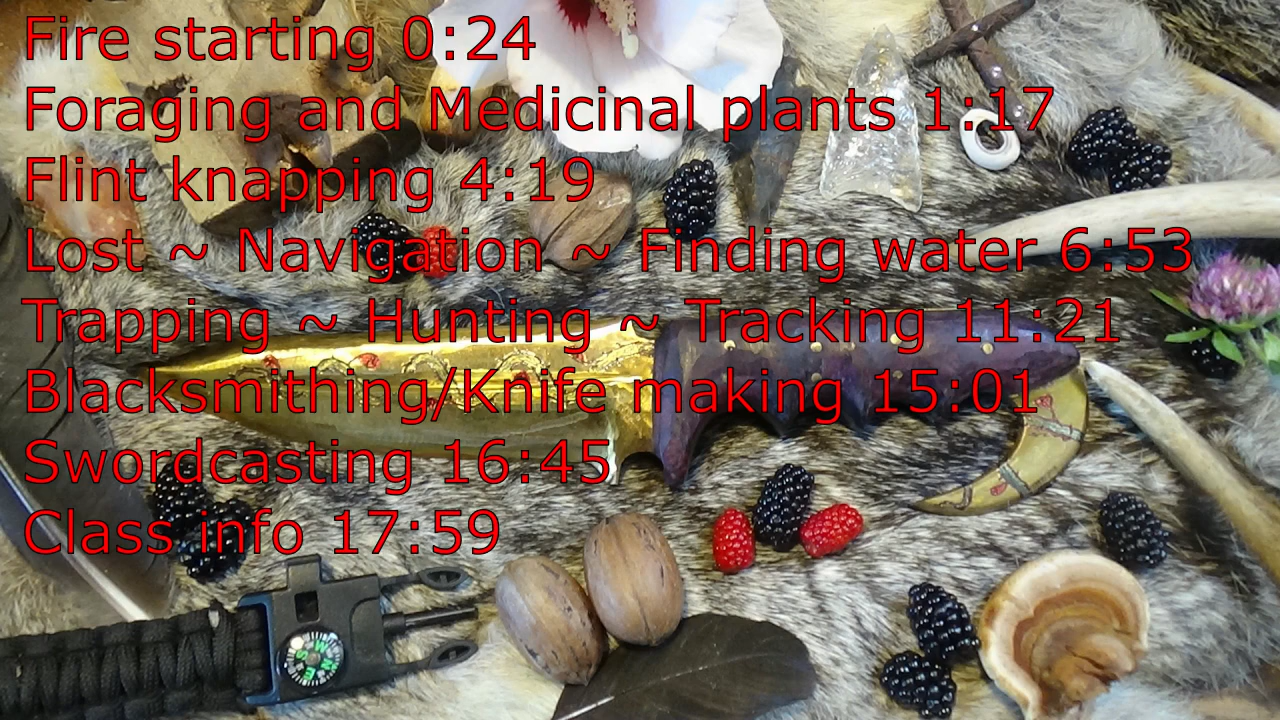 Fire starting 0:24
Foraging and Medicinal plants 1:17
Flint knapping 4:19
Lost ~ Navigation ~ Finding water 6:53
Trapping ~ Hunting ~ Tracking 11:21
Blacksmithing/Knife making 15:01
Swordcasting 16:45
Class info 17:59